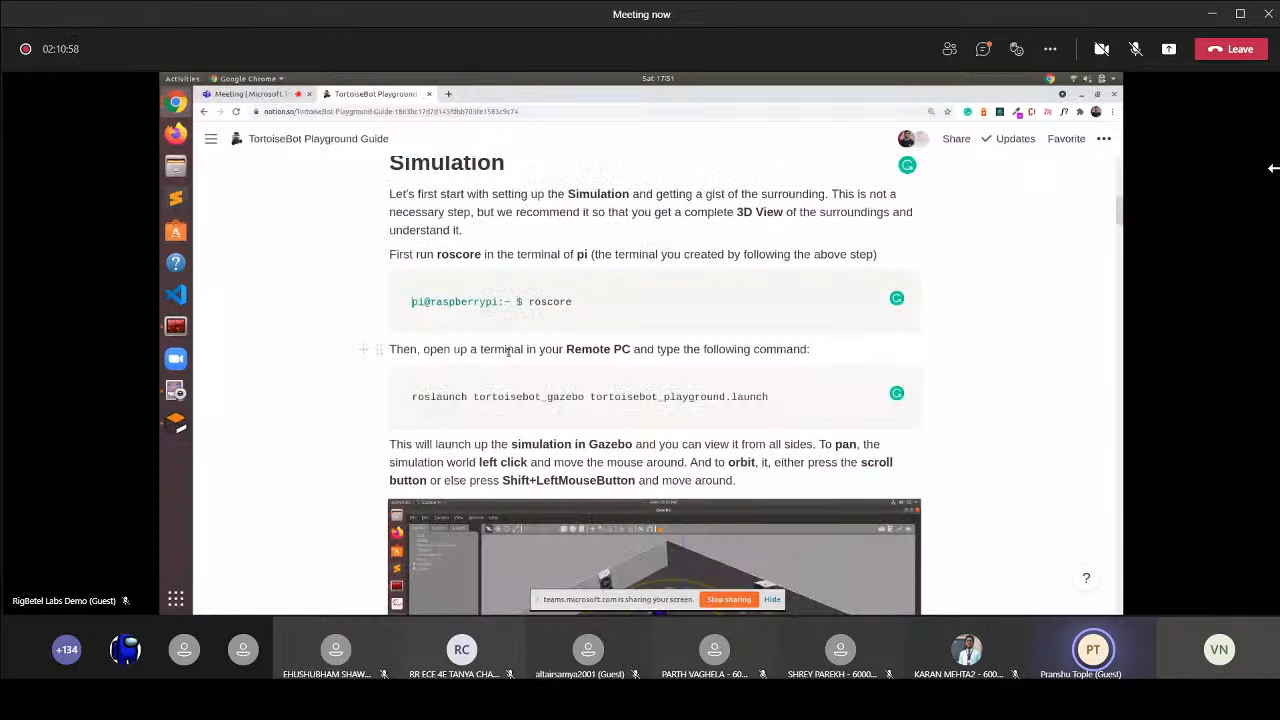 Meeting now
02:10:58
Leave
Activities
Google Chrome
Sat 17:51
Meeting | Microsoft T
TortoiseBot Playground
TortoiseBot Playground Guide
Share
Updates
Favorite
Simulation
Let's first start with setting up the Simulation and getting a gist of the surrounding. This is not a
necessary step, but we recommend it so that you get a complete 3D View of the surroundings and
understand it.
First run roscore in the terminal of pi (the terminal you created by following the above step)
pi@raspberrypi:~ $ roscore
Then, open up a terminal in your Remote PC and type the following command:
roslaunch tortoisebot_gazebo tortoisebot_playground.launch
This will launch up the simulation in Gazebo and you can view it from all sides. To pan, the
simulation world left click and move the mouse around. And to orbit, it, either press the scroll
button or else press Shift+LeftMouseButton and move around.
teams.microsoft.com is sharing your screen.
Stop sharing
Hide
?
RigBetel Labs Demo (Guest)
+134
RC
PT
VN
EHUSHUBHAM SHAW...
RR ECE 4E TANYA CHA...
altairsamya2001 (Guest)
PARTH VAGHELA - 60...
SHREY PAREKH - 6000...
KARAN MEHTA2 - 600...
Pranshu Tople (Guest)